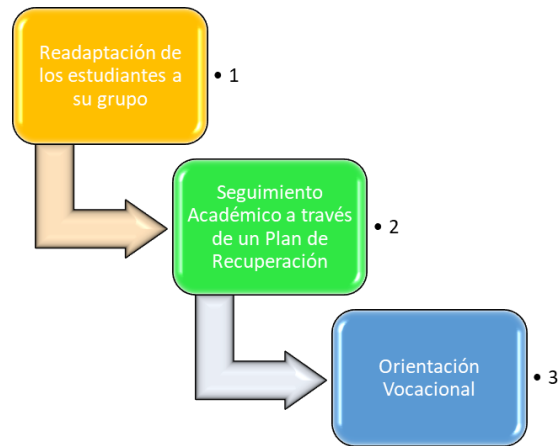 Readaptación de
los estudiantes a
su grupo
• 1
Seguimiento
Académico a través
de un Plan de
Recuperación
• 2
Orientación
Vocacional
• 3